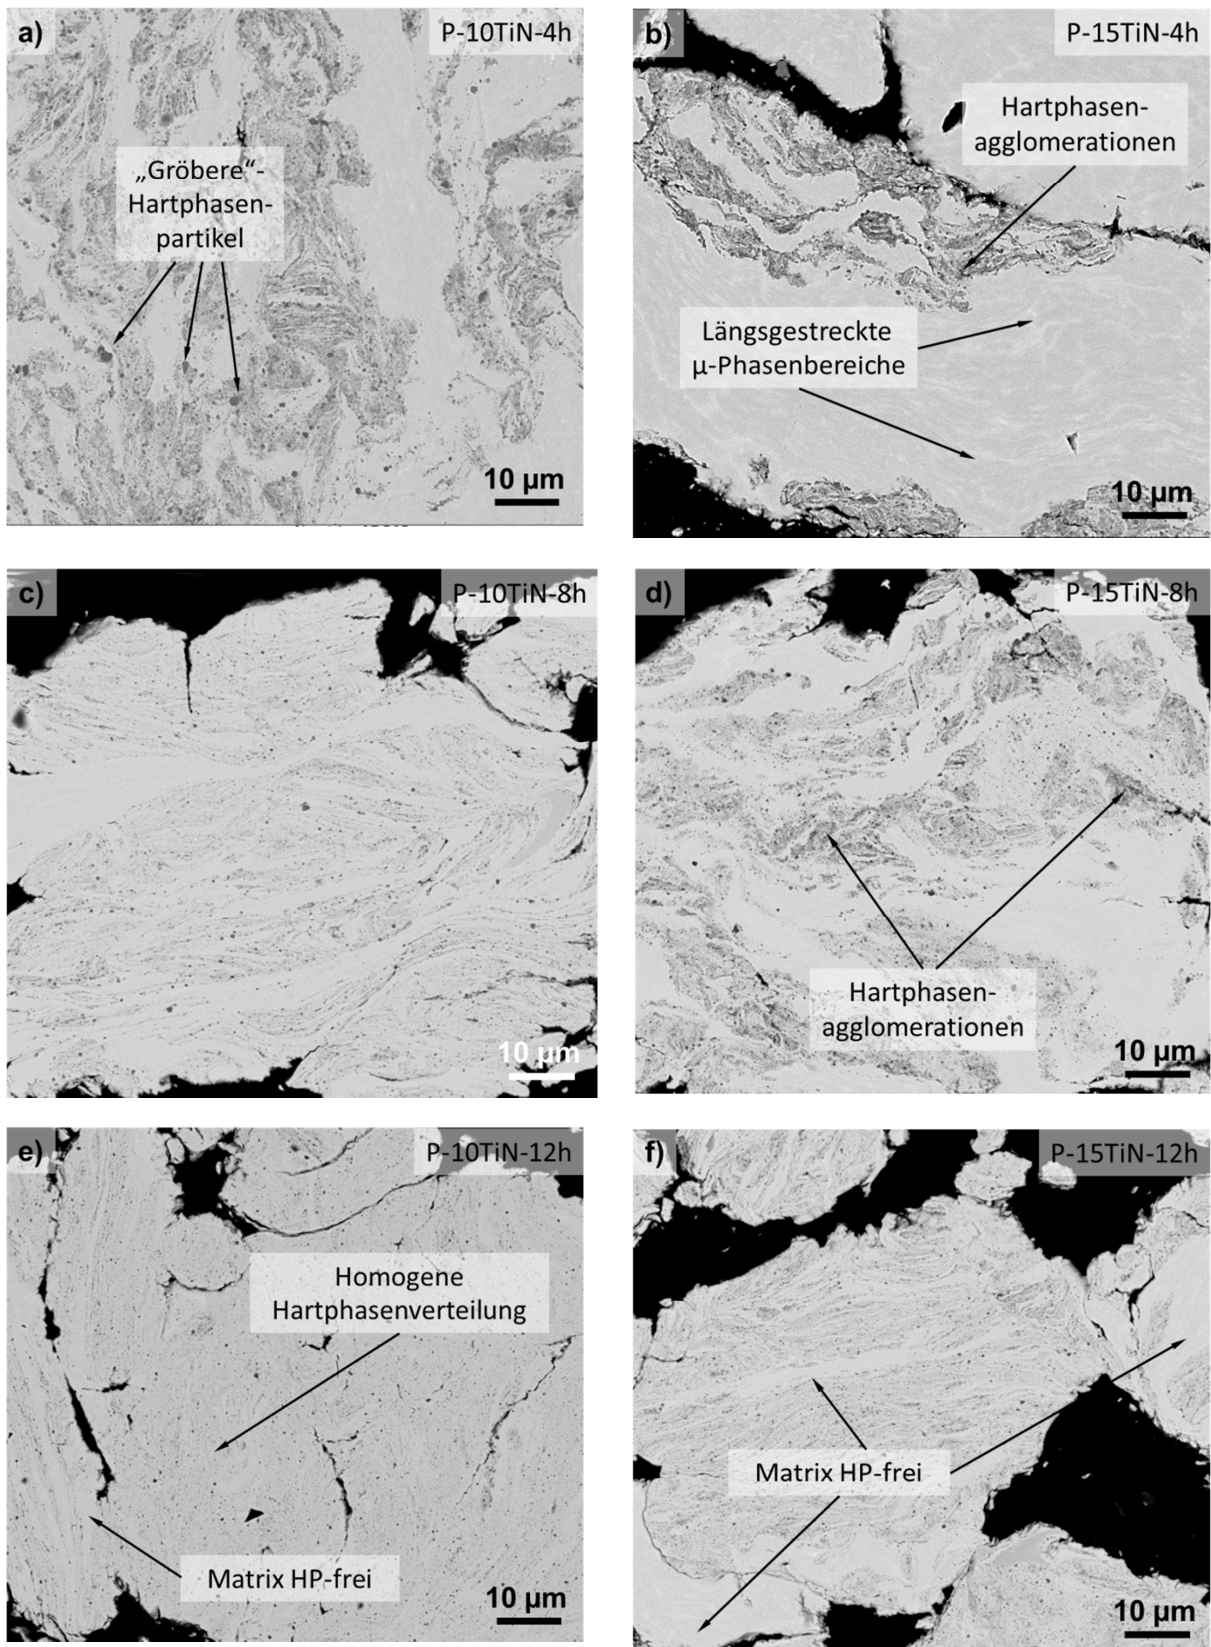 a)
P-10TiN-4h
„Gröbere“-
Hartphasen-
partikel
10 µm
b)
P-15TiN-4h
Hartphasen-
agglomerationen
Längsgestreckte
µ-Phasenbereiche
10 µm
c)
P-10TiN-8h
10 µm
d)
P-15TiN-8h
Hartphasen-
agglomerationen
10 µm
e)
P-10TiN-12h
Homogene
Hartphasenverteilung
Matrix HP-frei
10 µm
f)
P-15TiN-12h
Matrix HP-frei
10 µm